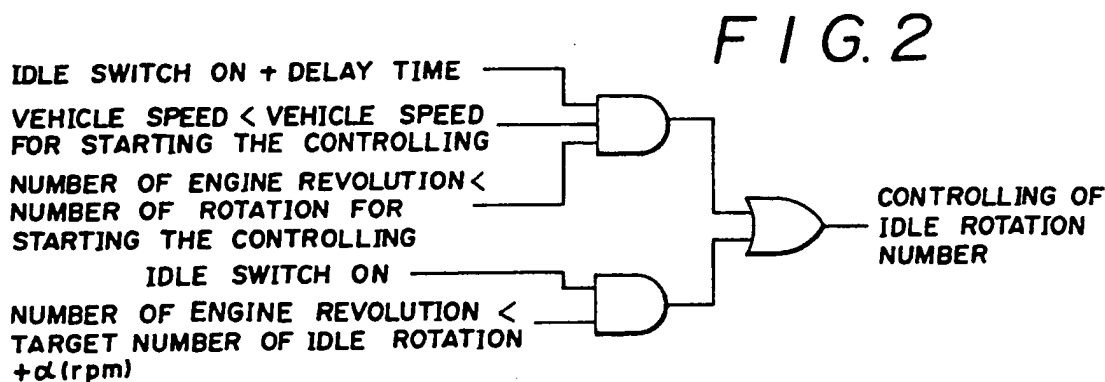 FIG.2
IDLE SWITCH ON + DELAY TIME
VEHICLE SPEED < VEHICLE SPEED
FOR STARTING THE CONTROLLING
NUMBER OF ENGINE REVOLUTION <
NUMBER OF ROTATION FOR
STARTING THE CONTROLLING
IDLE SWITCH ON
NUMBER OF ENGINE REVOLUTION <
TARGET NUMBER OF IDLE ROTATION
+α(rpm)
CONTROLLING OF
IDLE ROTATION
NUMBER